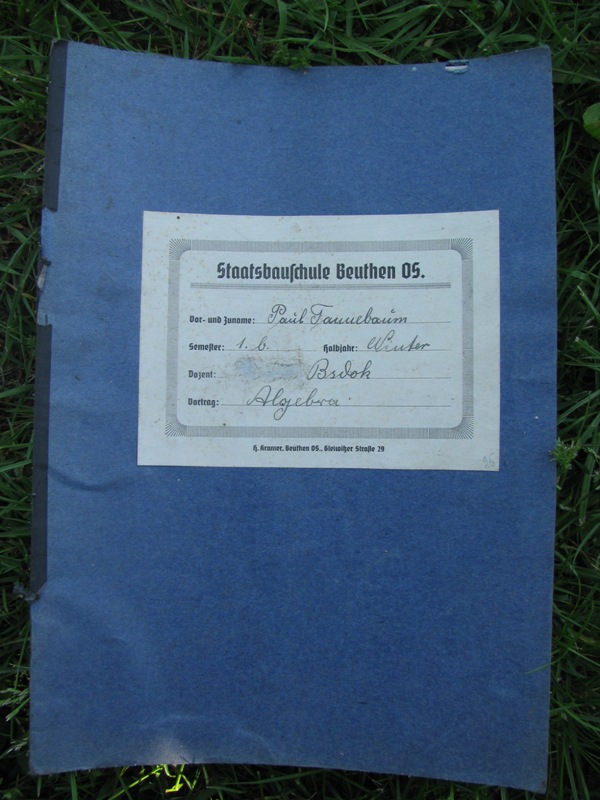 Staatsbauschule Beuthen OS.
Vor- und Zuname: Paul Tannebaum
Semester: 1. b. Halbjahr: Winter
Dozent: Bsdok
Vortrag: Algebra
H. Kramer, Beuthen OS., Gleiwitzer Straße 29